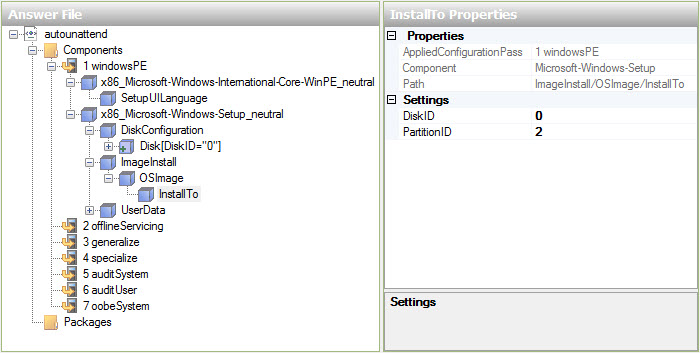 Answer File
autounattend
Components
1 windowsPE
x86_Microsoft-Windows-International-Core-WinPE_neutral
SetupUILanguage
x86_Microsoft-Windows-Setup_neutral
DiskConfiguration
Disk[DiskID="0"]
ImageInstall
OSImage
InstallTo
UserData
2 offlineServicing
3 generalize
4 specialize
5 auditSystem
6 auditUser
7 oobeSystem
Packages
InstallTo Properties
Properties
AppliedConfigurationPass 1 windowsPE
Component Microsoft-Windows-Setup
Path ImageInstall/OSImage/InstallTo
Settings
DiskID 0
PartitionID 2
Settings